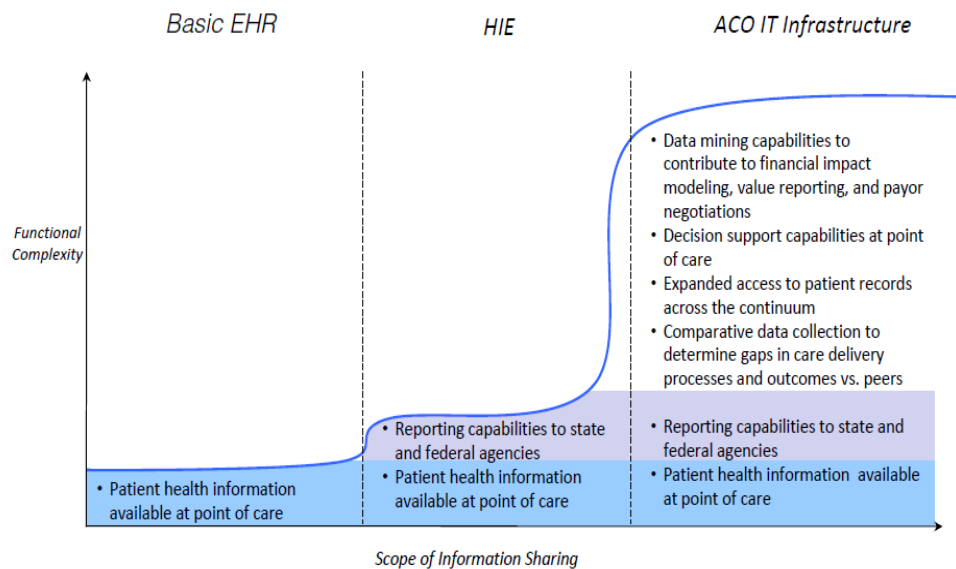 Basic EHR
HIE
ACO IT Infrastructure
Functional
Complexity
• Patient health information
available at point of care
• Reporting capabilities to state
and federal agencies
• Patient health information
available at point of care
• Data mining capabilities to
contribute to financial impact
modeling, value reporting, and payor
negotiations
• Decision support capabilities at point
of care
• Expanded access to patient records
across the continuum
• Comparative data collection to
determine gaps in care delivery
processes and outcomes vs. peers
• Reporting capabilities to state and
federal agencies
• Patient health information available
at point of care
Scope of Information Sharing